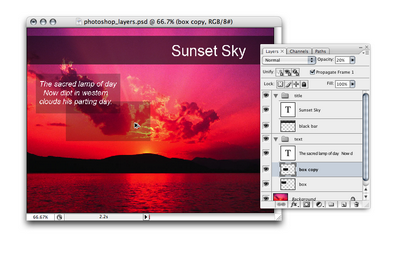 photoshop_layers.psd @ 66.7% (box copy, RGB/8#)
Sunset Sky
The sacred lamp of day
Now dipt in western
clouds his parting day.
66.67%
2.2s
Layers
Channels
Paths
Normal
Opacity: 20%
Unify:
Propagate Frame 1
Lock:
Fill: 100%
title
T Sunset Sky
black bar
text
T The sacred lamp of day Now d
box copy
box
Background